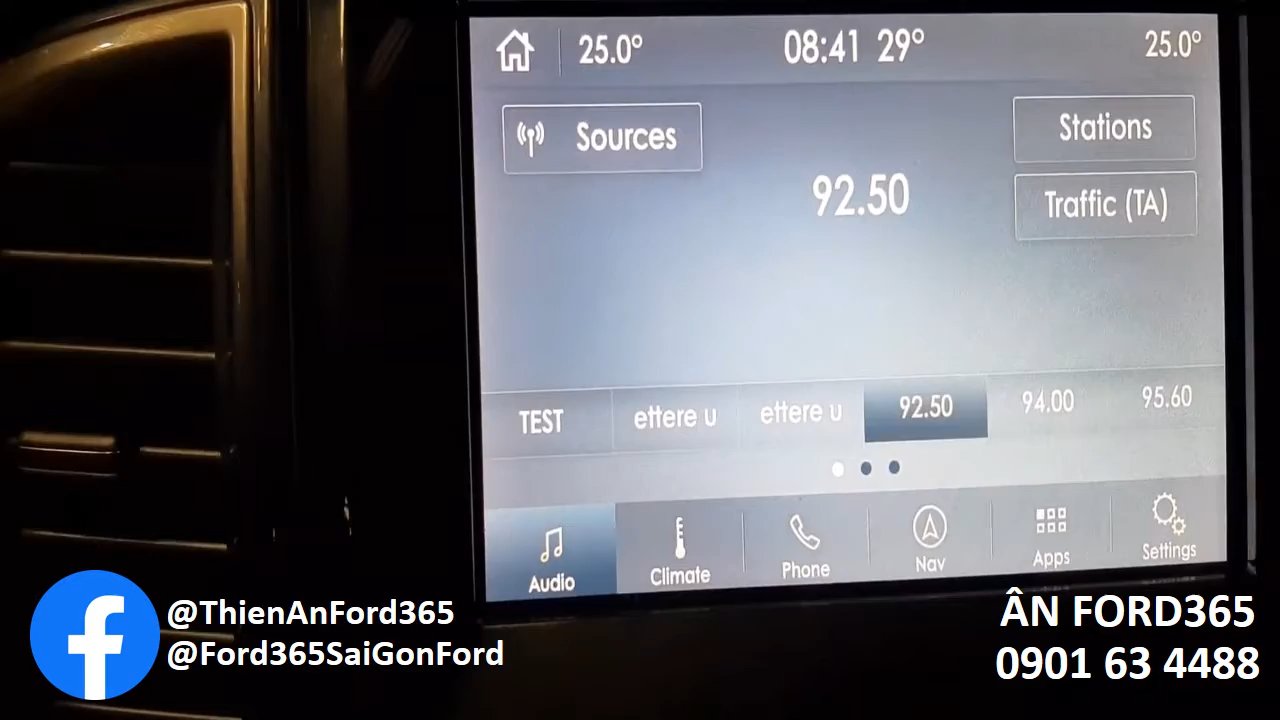 25.0° 08:41 29° 25.0°
Sources
Stations
92.50
Traffic (TA)
TEST ettere u ettere u 92.50 94.00 95.60
Audio Climate Phone Nav Apps Settings
@ThienAnFord365
@Ford365SaiGonFord
ÂN FORD365
0901 63 4488